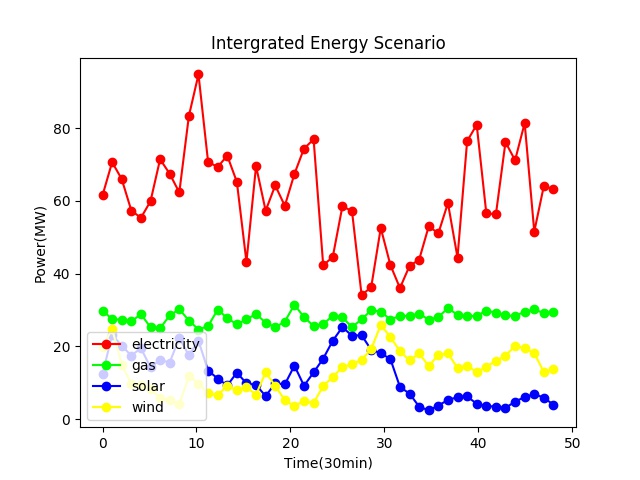 Intergrated Energy Scenario
Power(MW)
80
60
40
20
0
electricity
gas
solar
wind
0 10 20 30 40 50
Time(30min)